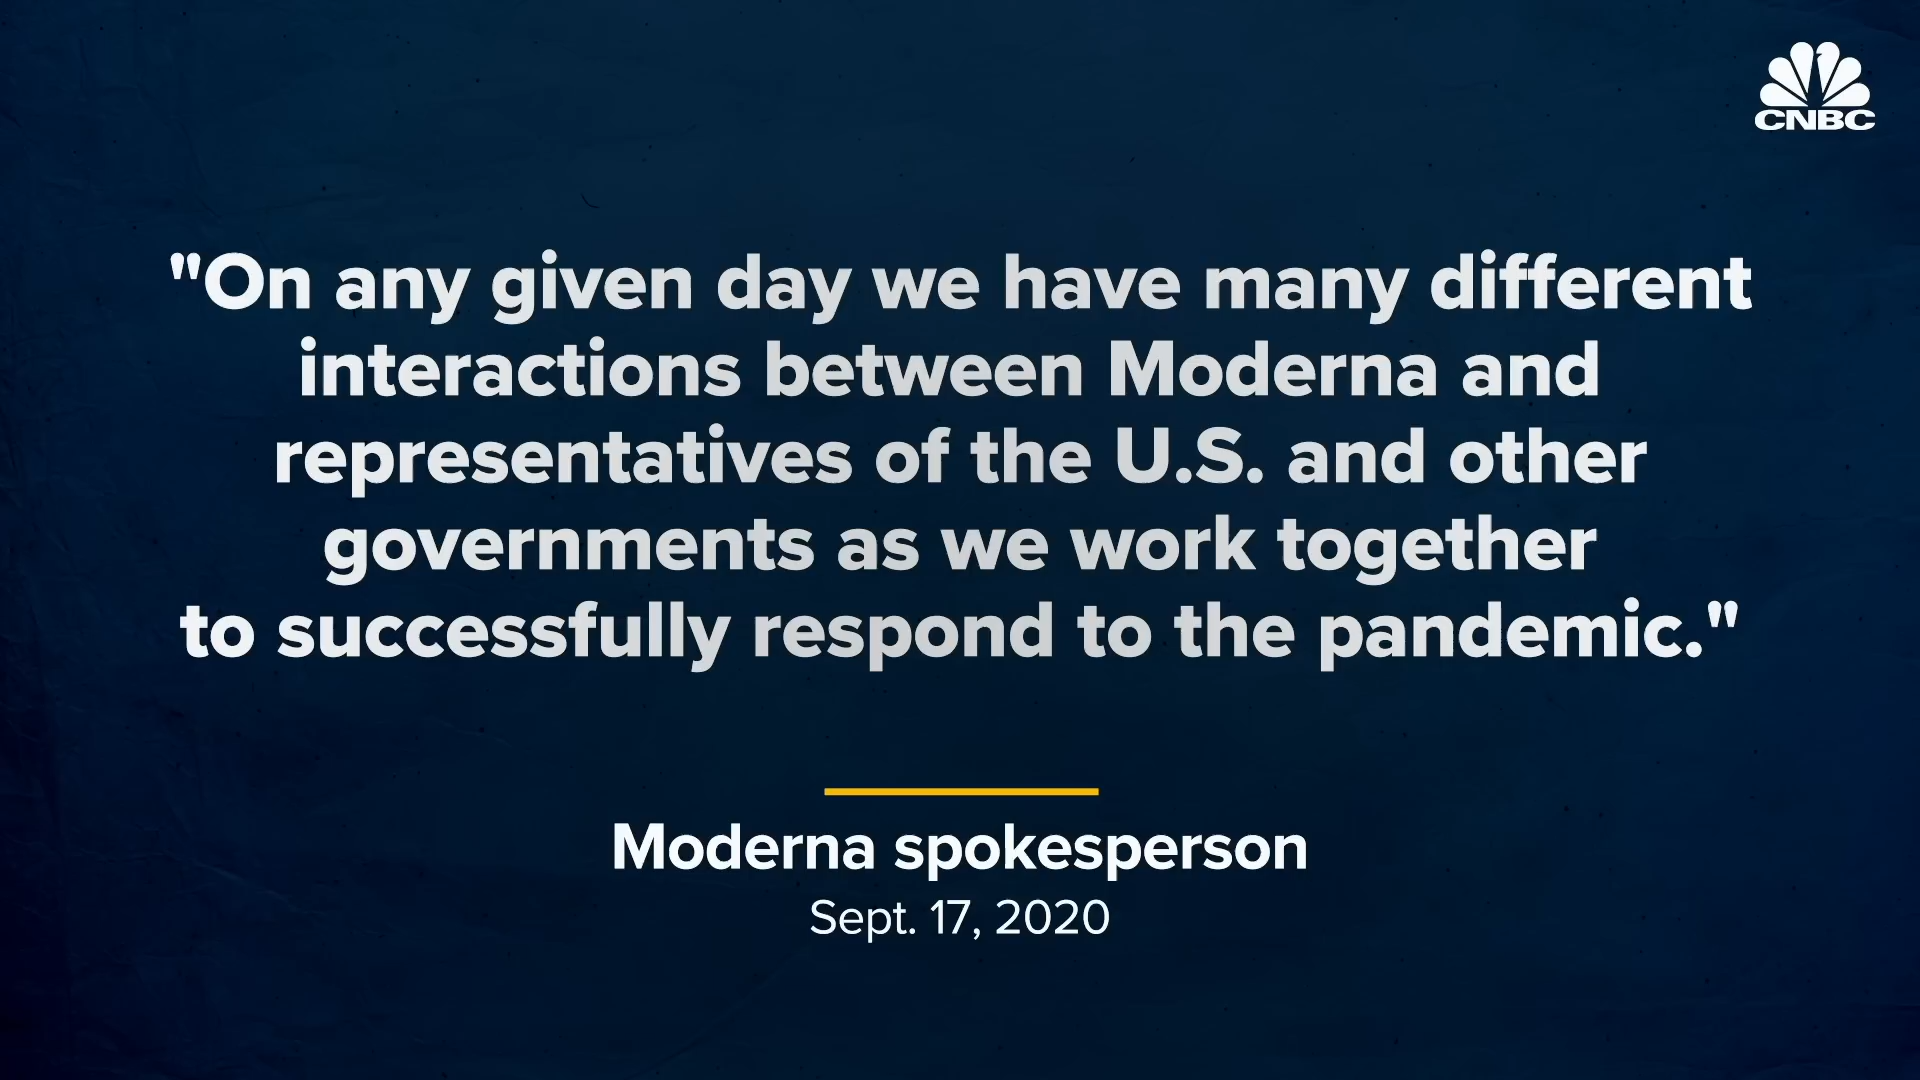 CNBC
"On any given day we have many different
interactions between Moderna and
representatives of the U.S. and other
governments as we work together
to successfully respond to the pandemic."
Moderna spokesperson
Sept. 17, 2020